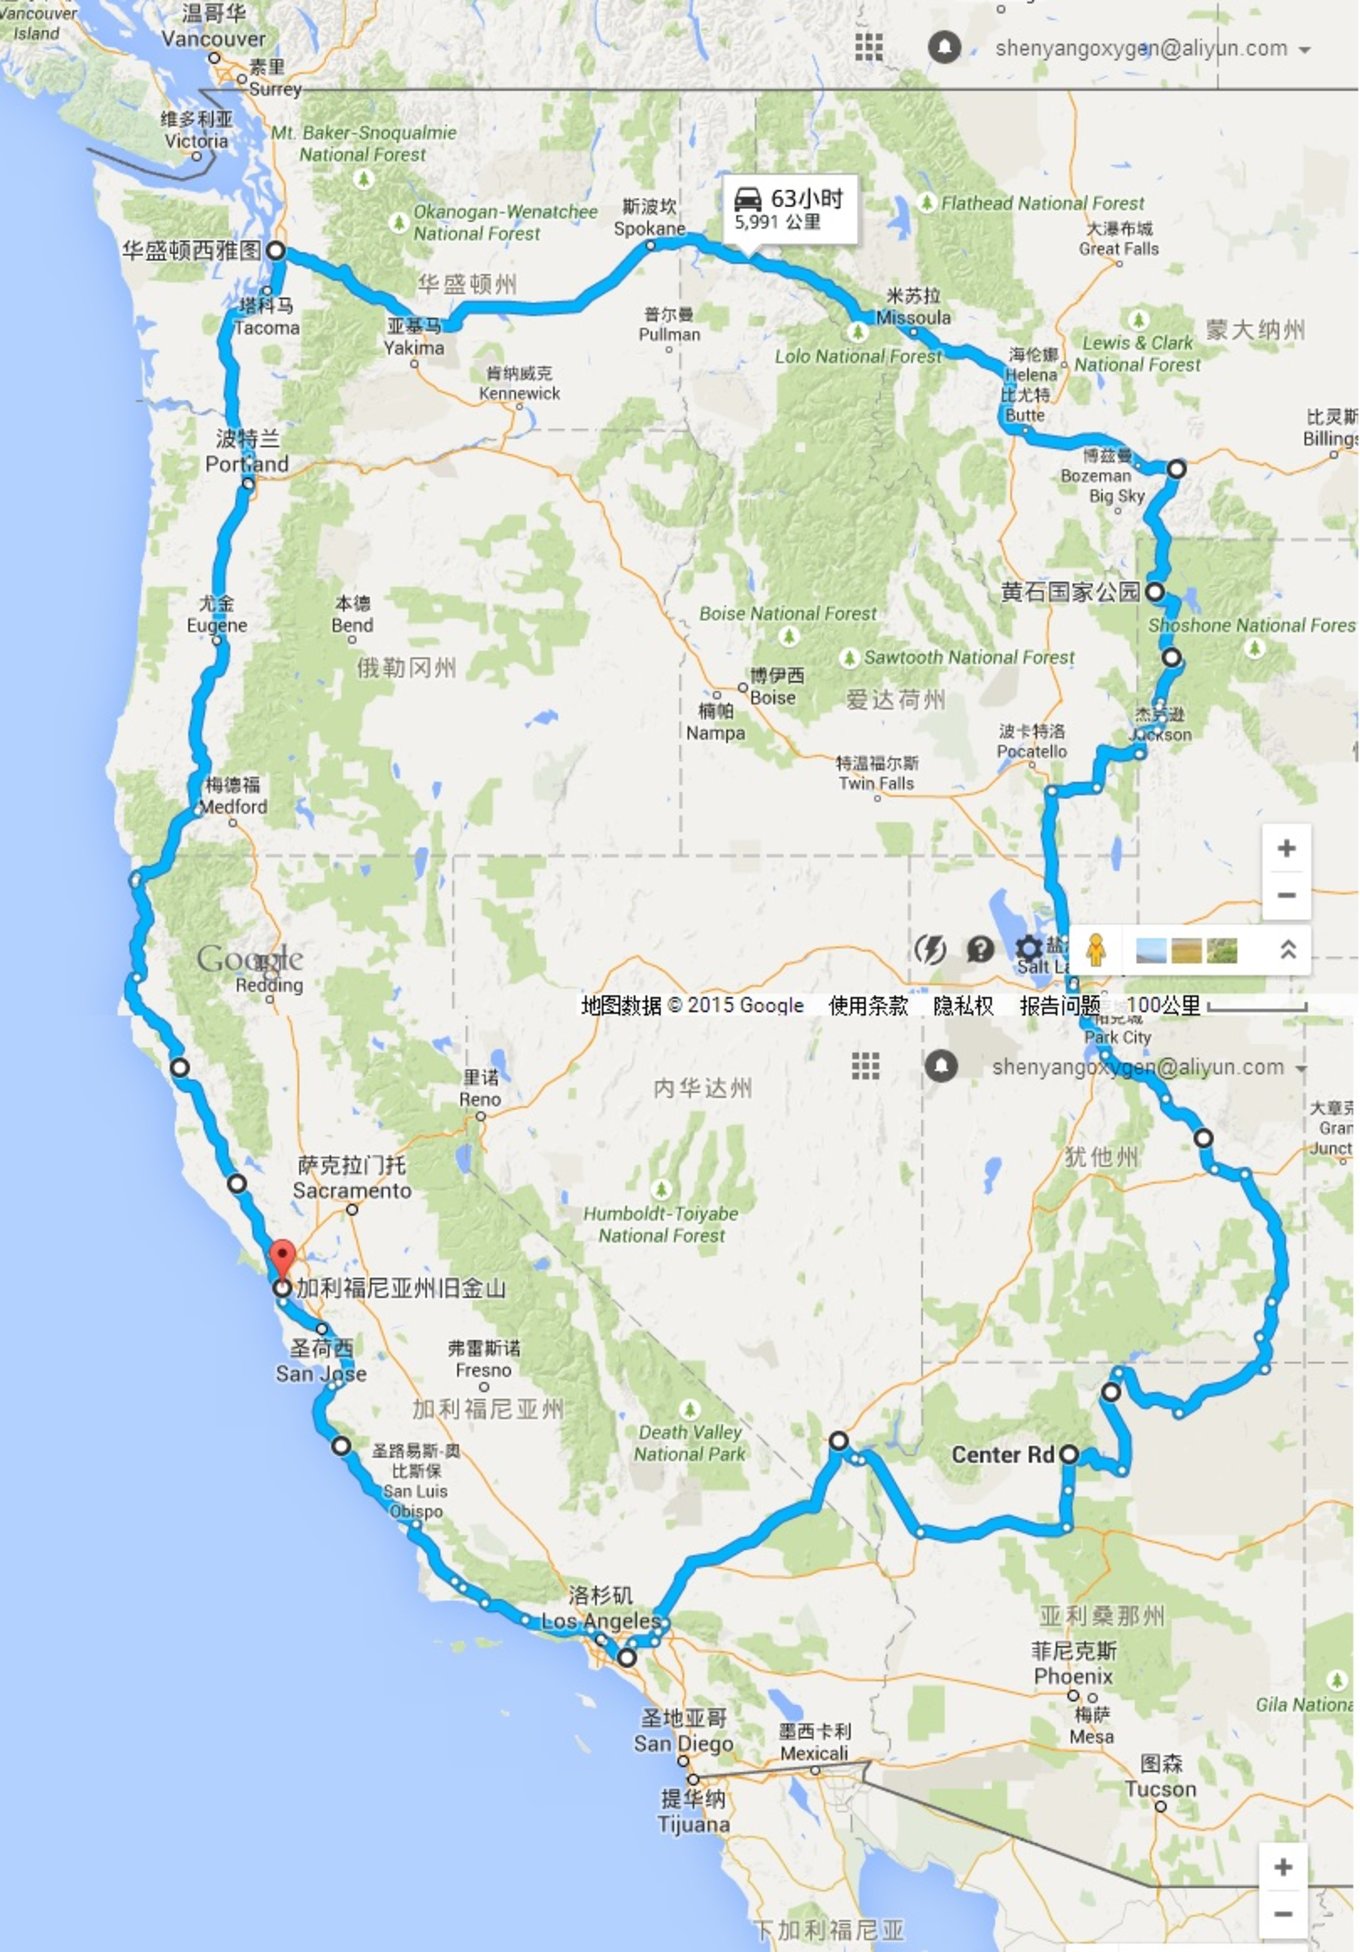 Vancouver
Island
温哥华
Vancouver
素里
Surrey
shenyangoxygen@aliyun.com
维多利亚
Victoria
Mt. Baker-Snoqualmie
National Forest
Okanogan-Wenatchee
National Forest
斯波坎
Spokane
63小时
5,991 公里
Flathead National Forest
大瀑布城
Great Falls
华盛顿西雅图
华盛顿州
塔科马
Tacoma
亚基马
Yakima
普尔曼
Pullman
米苏拉
Missoula
Lolo National Forest
海伦娜
Helena
Lewis & Clark
National Forest
蒙大纳州
肯纳威克
Kennewick
比尤特
Butte
比灵斯
Billings
波特兰
Portland
博兹曼
Bozeman
Big Sky
黄石国家公园
尤金
Eugene
本德
Bend
俄勒冈州
Boise National Forest
Shoshone National Fores
Sawtooth National Forest
博伊西
Boise
楠帕
Nampa
爱达荷州
杰克逊
Jackson
波卡特洛
Pocatello
特温福尔斯
Twin Falls
梅德福
Medford
Google
Redding
盐
Salt La
地图数据 © 2015 Google 使用条款 隐私权 报告问题 100公里
Park City
shenyangoxygen@aliyun.com
里诺
Reno
内华达州
大章克
Gran
Junct
犹他州
萨克拉门托
Sacramento
Humboldt-Toiyabe
National Forest
加利福尼亚州旧金山
圣荷西
San Jose
弗雷斯诺
Fresno
加利福尼亚州
Death Valley
National Park
Center Rd
圣路易斯-奥
比斯保
San Luis
Obispo
洛杉矶
Los Angeles
亚利桑那州
菲尼克斯
Phoenix
梅萨
Mesa
Gila Nationa
圣地亚哥
San Diego
墨西卡利
Mexicali
提华纳
Tijuana
图森
Tucson
下加利福尼亚